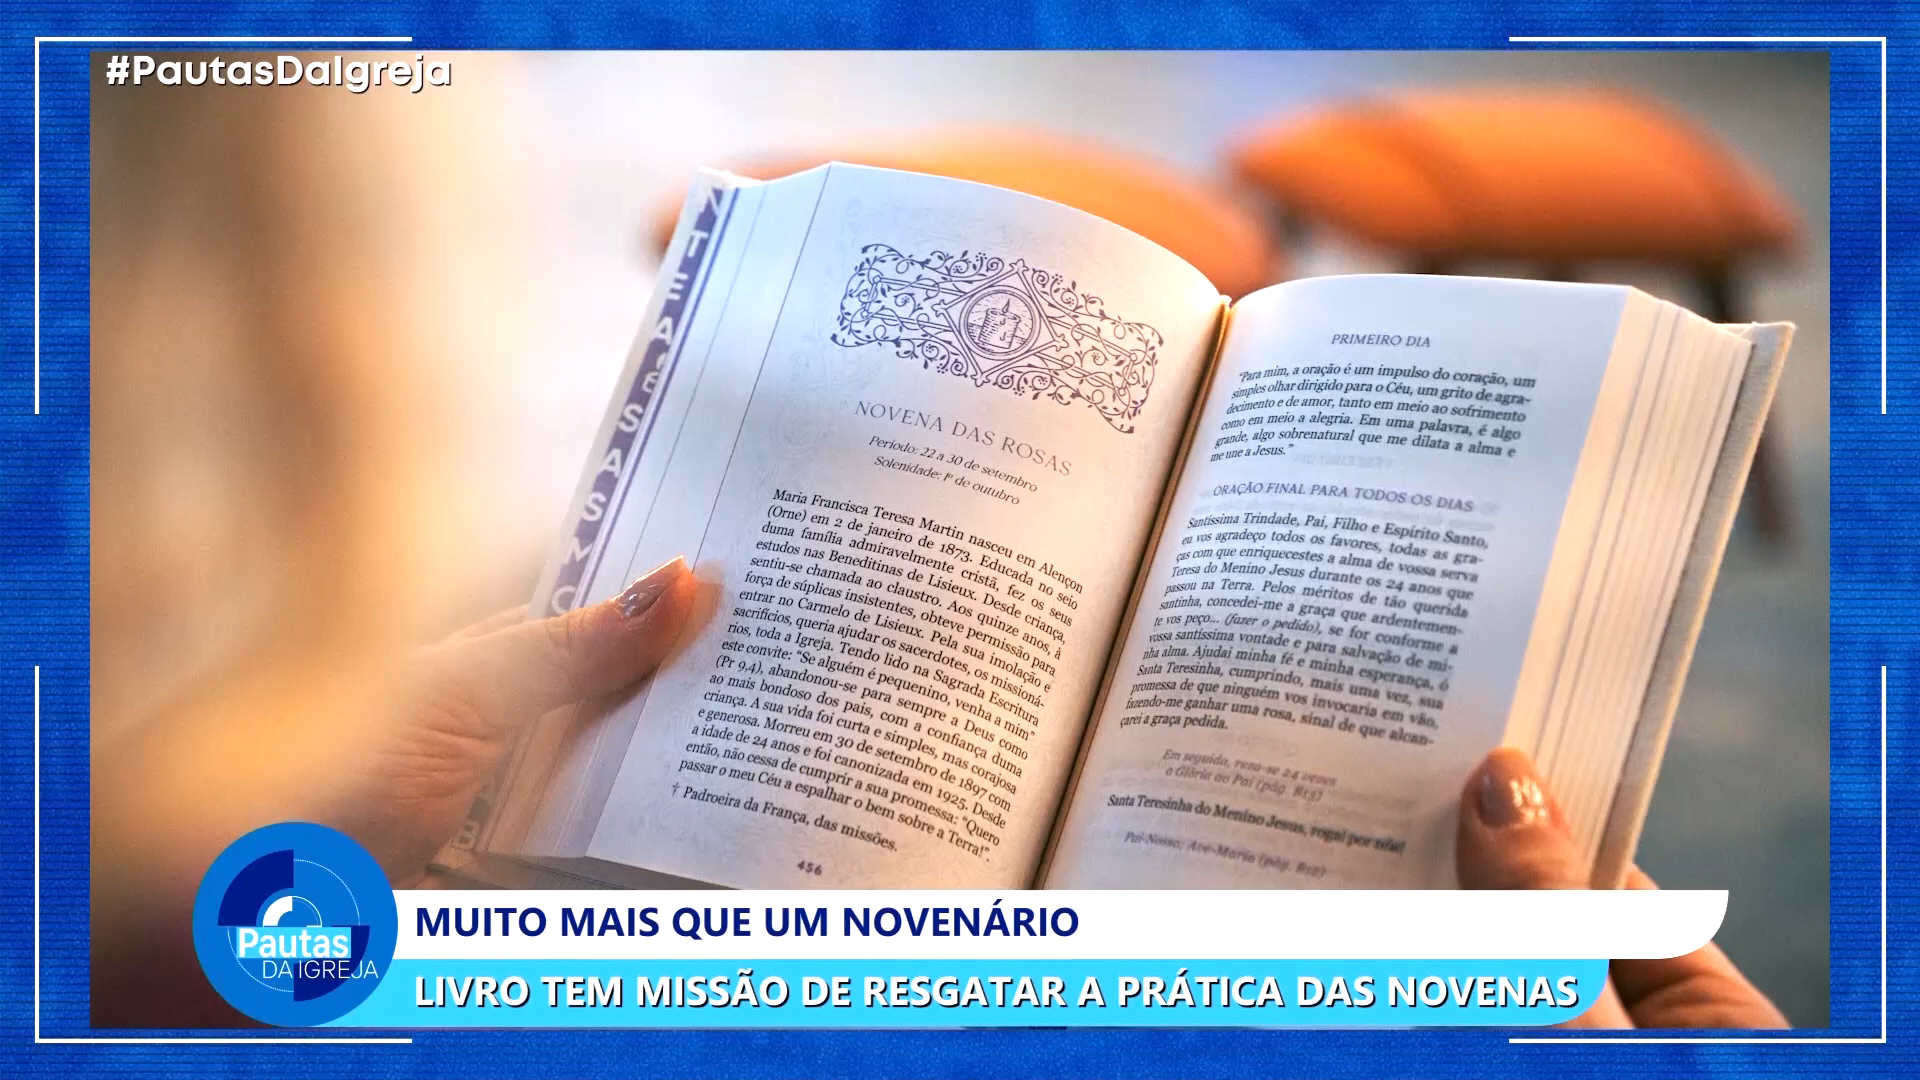 #PautasDaIgreja
NOVENA DAS ROSAS
Período: 22 a 30 de setembro
Solenidade: 1º de outubro
Maria Francisca Teresa Martin nasceu em Alençon
(Orne) em 2 de janeiro de 1873. Educada no seio
duma família admiravelmente cristã, fez os seus
estudos nas Beneditinas de Lisieux. Desde criança,
sentiu-se chamada ao claustro. Aos quinze anos, à
força de súplicas insistentes, obteve permissão para
entrar no Carmelo de Lisieux. Pela sua imolação e
sacrifícios, queria ajudar os sacerdotes, os missioná-
rios, toda a Igreja. Tendo lido na Sagrada Escritura
este convite: “Se alguém é pequenino, venha a mim”
(Pr 9,4), abandonou-se para sempre a Deus como
ao mais bondoso dos pais, com a confiança duma
criança. A sua vida foi curta e simples, mas corajosa
e generosa. Morreu em 30 de setembro de 1897 com
a idade de 24 anos e foi canonizada em 1925. Desde
então, não cessa de cumprir a sua promessa: “Quero
passar o meu Céu a espalhar o bem sobre a Terra!”.
† Padroeira da França, das missões.
456
PRIMEIRO DIA
“Para mim, a oração é um impulso do coração, um
simples olhar dirigido para o Céu, um grito de agra-
decimento e de amor, tanto em meio ao sofrimento
como em meio a alegria. Em uma palavra, é algo
grande, algo sobrenatural que me dilata a alma e
me une a Jesus.”
ORAÇÃO FINAL PARA TODOS OS DIAS
Santíssima Trindade, Pai, Filho e Espírito Santo,
eu vos agradeço todos os favores, todas as gra-
ças com que enriquecestes a alma de vossa serva
Teresa do Menino Jesus durante os 24 anos que
passou na Terra. Pelos méritos de tão querida
santinha, concedei-me a graça que ardentemen-
te vos peço... (fazer o pedido), se for conforme a
vossa santíssima vontade e para salvação de mi-
nha alma. Ajudai minha fé e minha esperança, ó
Santa Teresinha, cumprindo, mais uma vez, sua
promessa de que ninguém vos invocaria em vão,
fazendo-me ganhar uma rosa, sinal de que alcan-
çarei a graça pedida.
Em seguida, reza-se 24 vezes
o Glória ao Pai (pág. 813)
Santa Teresinha do Menino Jesus, rogai por nós!
Pai-Nosso; Ave-Maria (pág. 812)
Pautas
DA IGREJA
MUITO MAIS QUE UM NOVENÁRIO
LIVRO TEM MISSÃO DE RESGATAR A PRÁTICA DAS NOVENAS